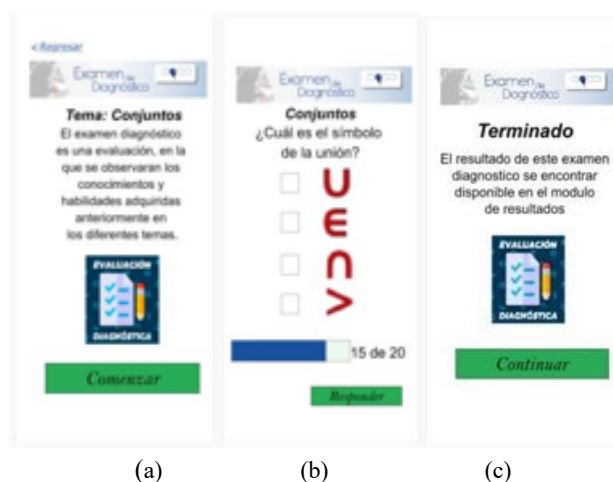 < Regresar
Examen de
Diagnóstico
Tema: Conjuntos
El examen diagnóstico
es una evaluación, en la
que se observaran los
conocimientos y
habilidades adquiridas
anteriormente en
los diferentes temas.
EVALUACIÓN
DIAGNÓSTICA
Comenzar
(a)
Examen de
Diagnóstico
Conjuntos
¿Cuál es el símbolo
de la unión?
∪
⋹
∩
>
15 de 20
Responder
(b)
Examen de
Diagnóstico
Terminado
El resultado de este examen
diagnostico se encontrar
disponible en el modulo
de resultados
EVALUACIÓN
DIAGNÓSTICA
Continuar
(c)